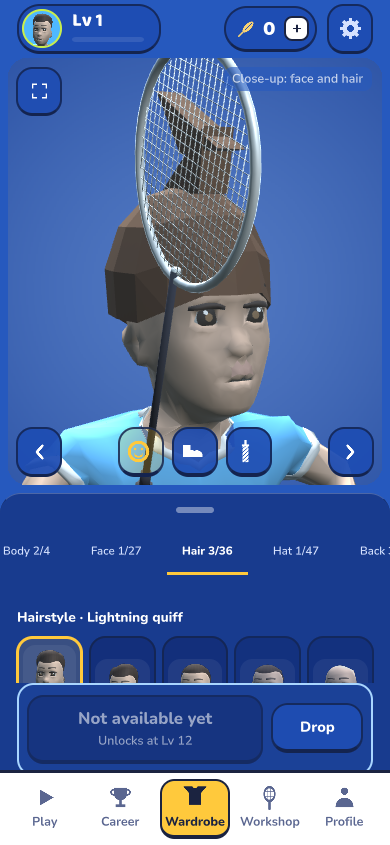 Lv 1
0
Close-up: face and hair
Body 2/4
Face 1/27
Hair 3/36
Hat 1/47
Back
Hairstyle · Lightning quiff
Not available yet
Unlocks at Lv 12
Drop
Play
Career
Wardrobe
Workshop
Profile